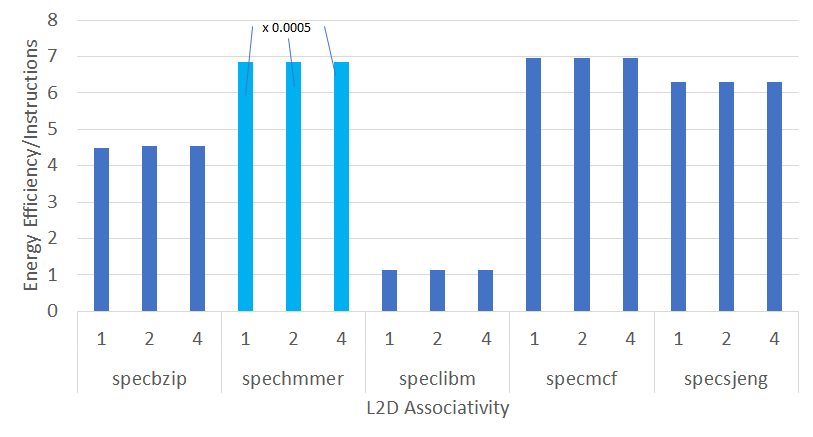 8
x 0.0005
7
6
5
4
3
2
1
0
Energy Efficiency/Instructions
1 2 4 1 2 4 1 2 4 1 2 4 1 2 4
specbzip spechmmer speclibm specmcf specsjeng
L2D Associativity